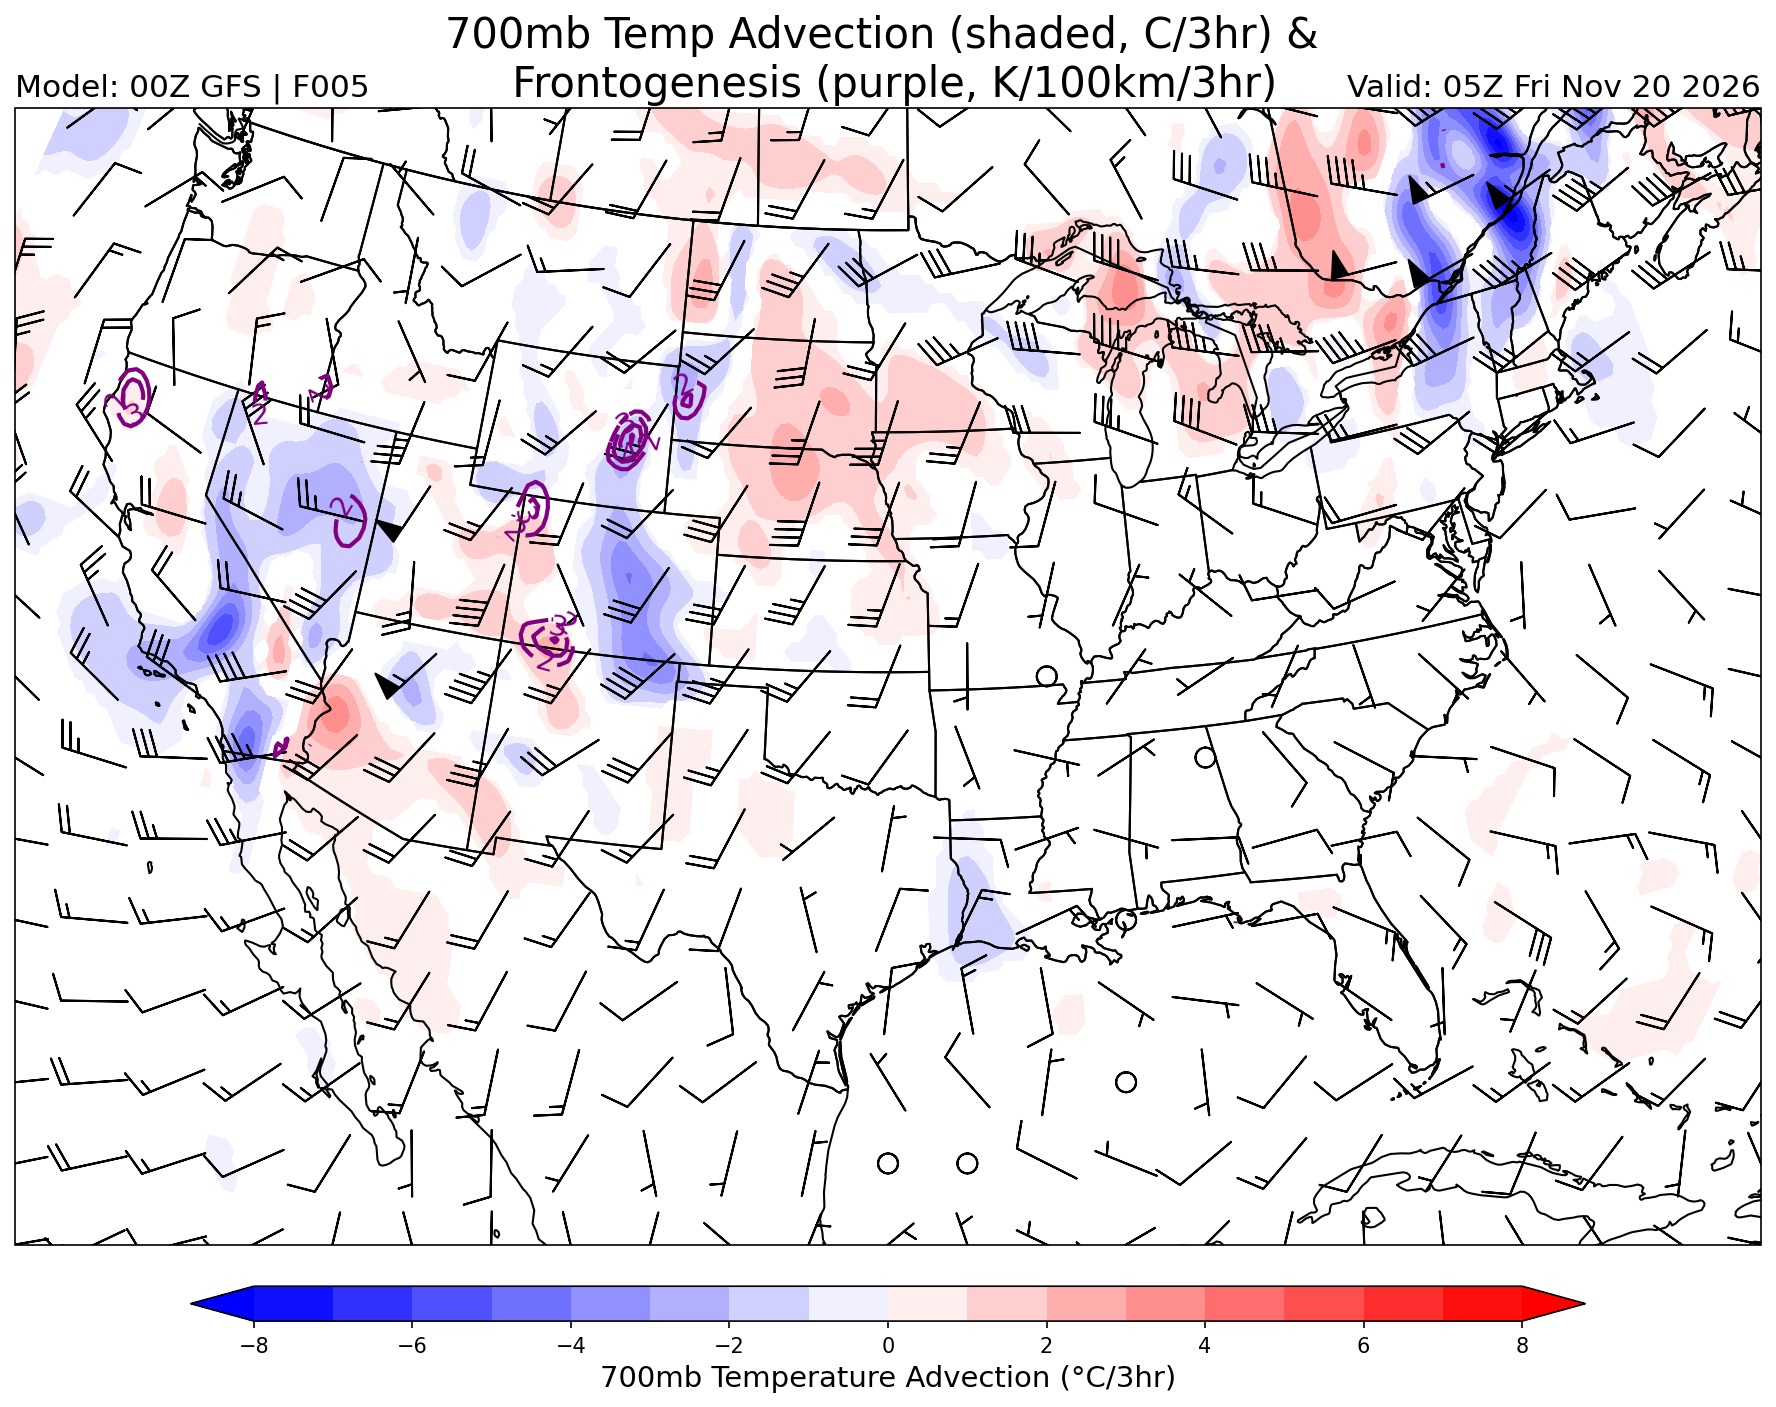 700mb Temp Advection (shaded, C/3hr) &
Model: 00Z GFS | F005
Frontogenesis (purple, K/100km/3hr)
Valid: 05Z Fri Nov 20 2026
−8 −6 −4 −2 0 2 4 6 8
700mb Temperature Advection (°C/3hr)